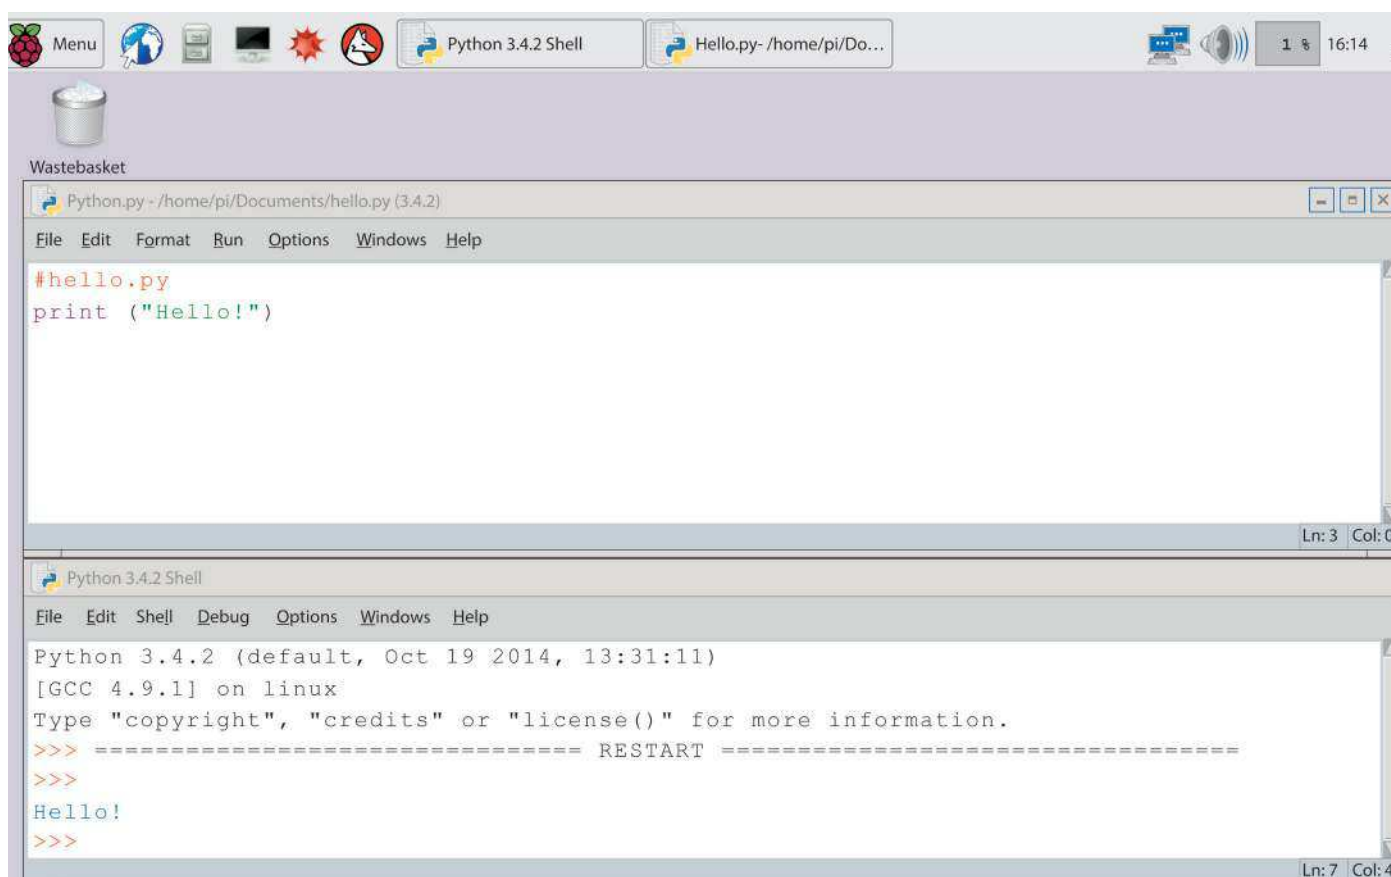 Menu Python 3.4.2 Shell Hello.py- /home/pi/Do... 1 % 16:14
Wastebasket
Python.py - /home/pi/Documents/hello.py (3.4.2)
File Edit Format Run Options Windows Help
#hello.py
print ("Hello!")
Ln: 3 Col: 0
Python 3.4.2 Shell
File Edit Shell Debug Options Windows Help
Python 3.4.2 (default, Oct 19 2014, 13:31:11)
[GCC 4.9.1] on linux
Type "copyright", "credits" or "license()" for more information.
>>> ================================ RESTART ==================================
>>>
Hello!
>>>
Ln: 7 Col: 4